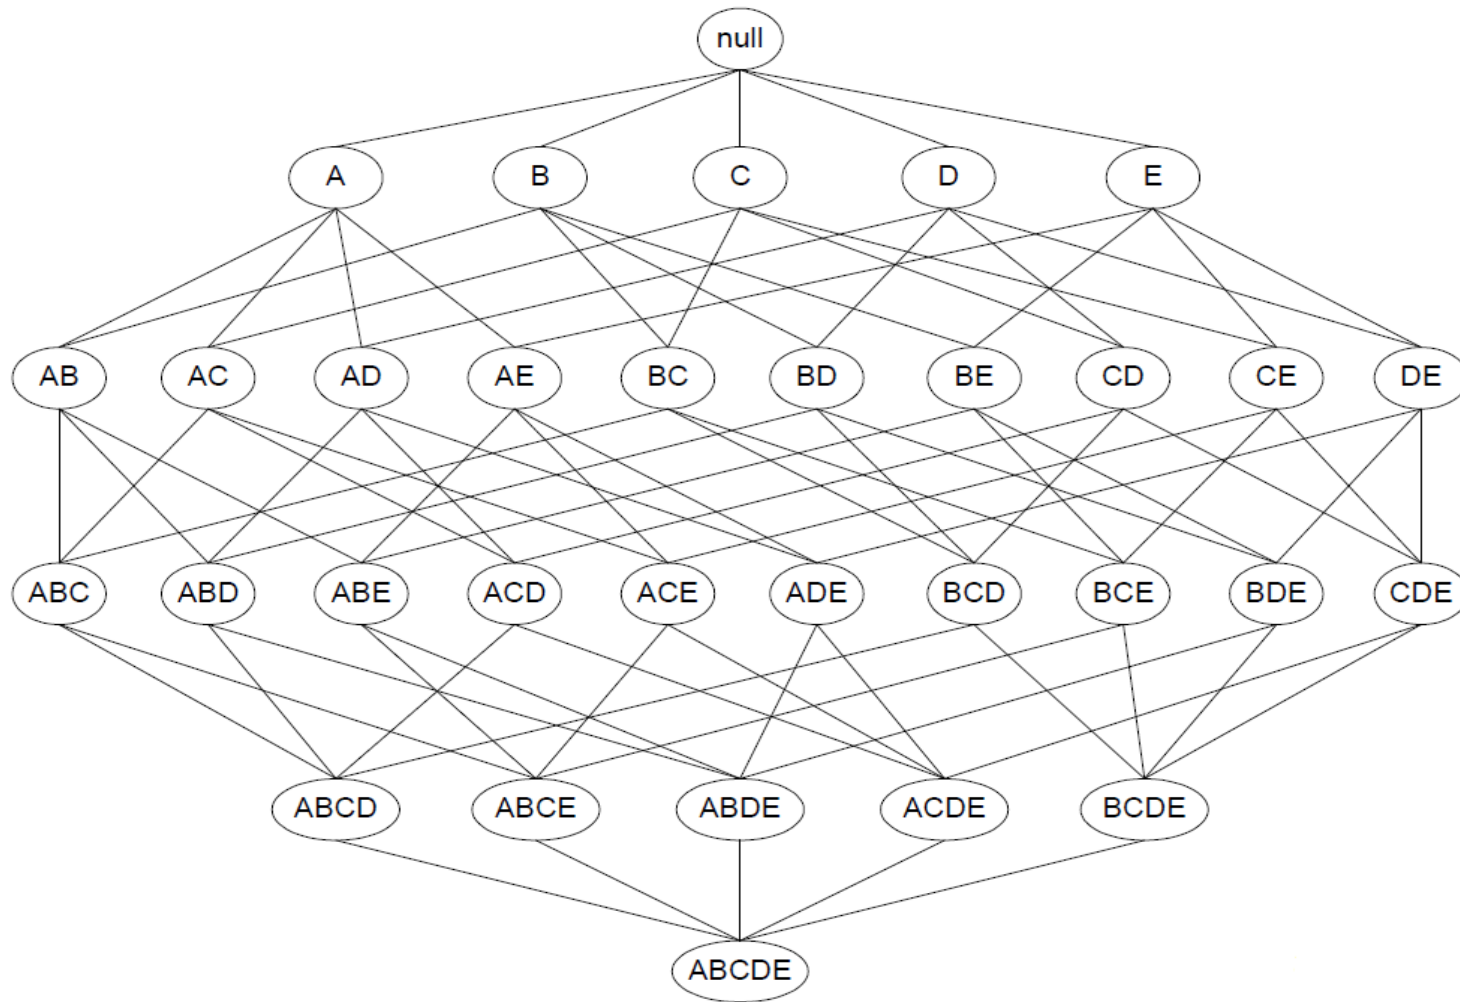 null
A B C D E
AB AC AD AE BC BD BE CD CE DE
ABC ABD ABE ACD ACE ADE BCD BCE BDE CDE
ABCD ABCE ABDE ACDE BCDE
ABCDE